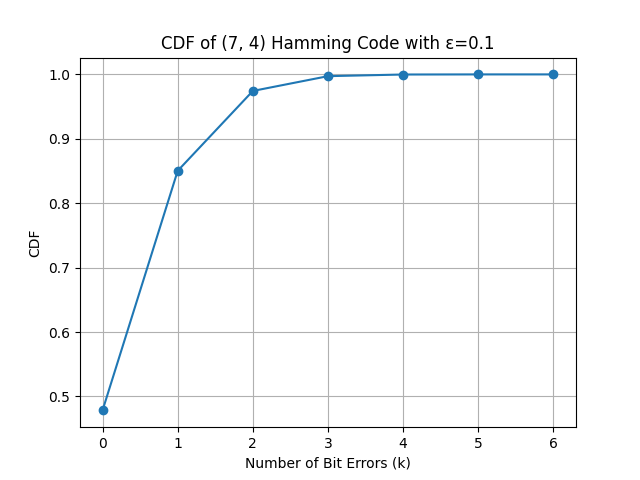 CDF of (7, 4) Hamming Code with ε=0.1
1.0
0.9
0.8
0.7
0.6
0.5
CDF
0 1 2 3 4 5 6
Number of Bit Errors (k)